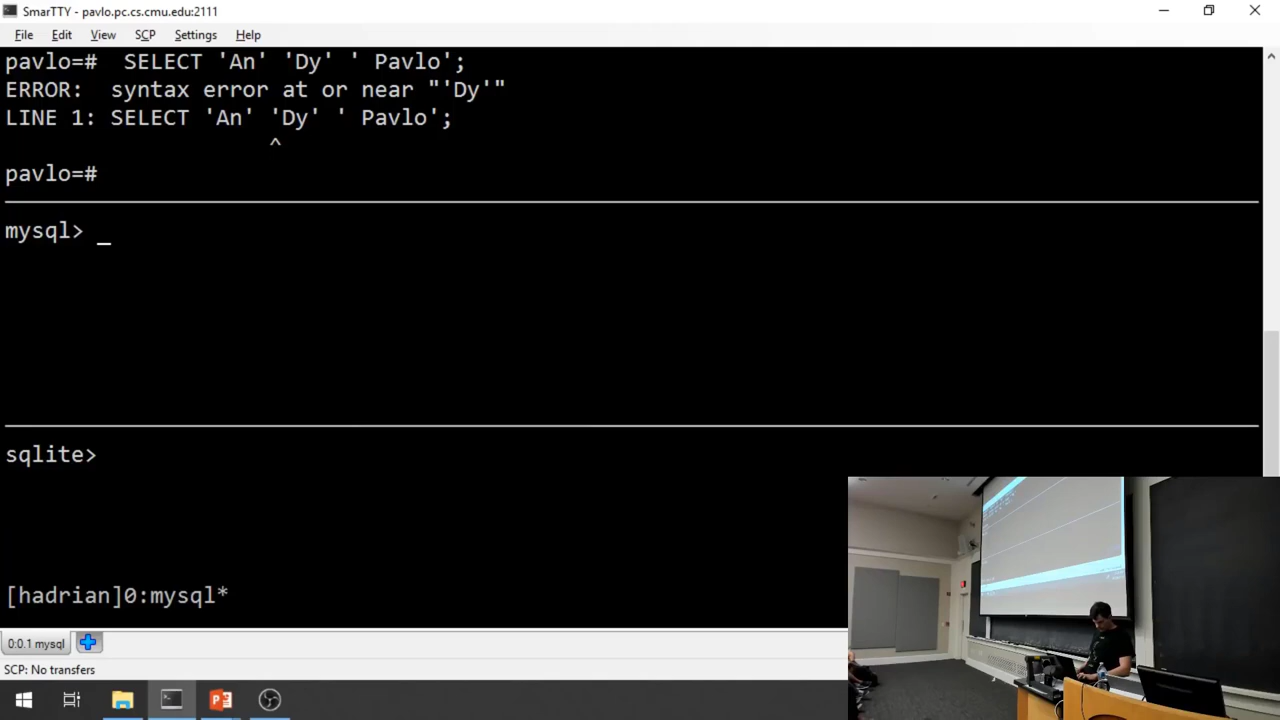 SmarTTY - pavlo.pc.cs.cmu.edu:2111
File Edit View SCP Settings Help
pavlo=#  SELECT 'An' 'Dy' ' Pavlo';
ERROR:  syntax error at or near "'Dy'"
LINE 1: SELECT 'An' 'Dy' ' Pavlo';
^
pavlo=#
mysql> _
sqlite>
[hadrian]0:mysql*
0:0.1 mysql
SCP: No transfers